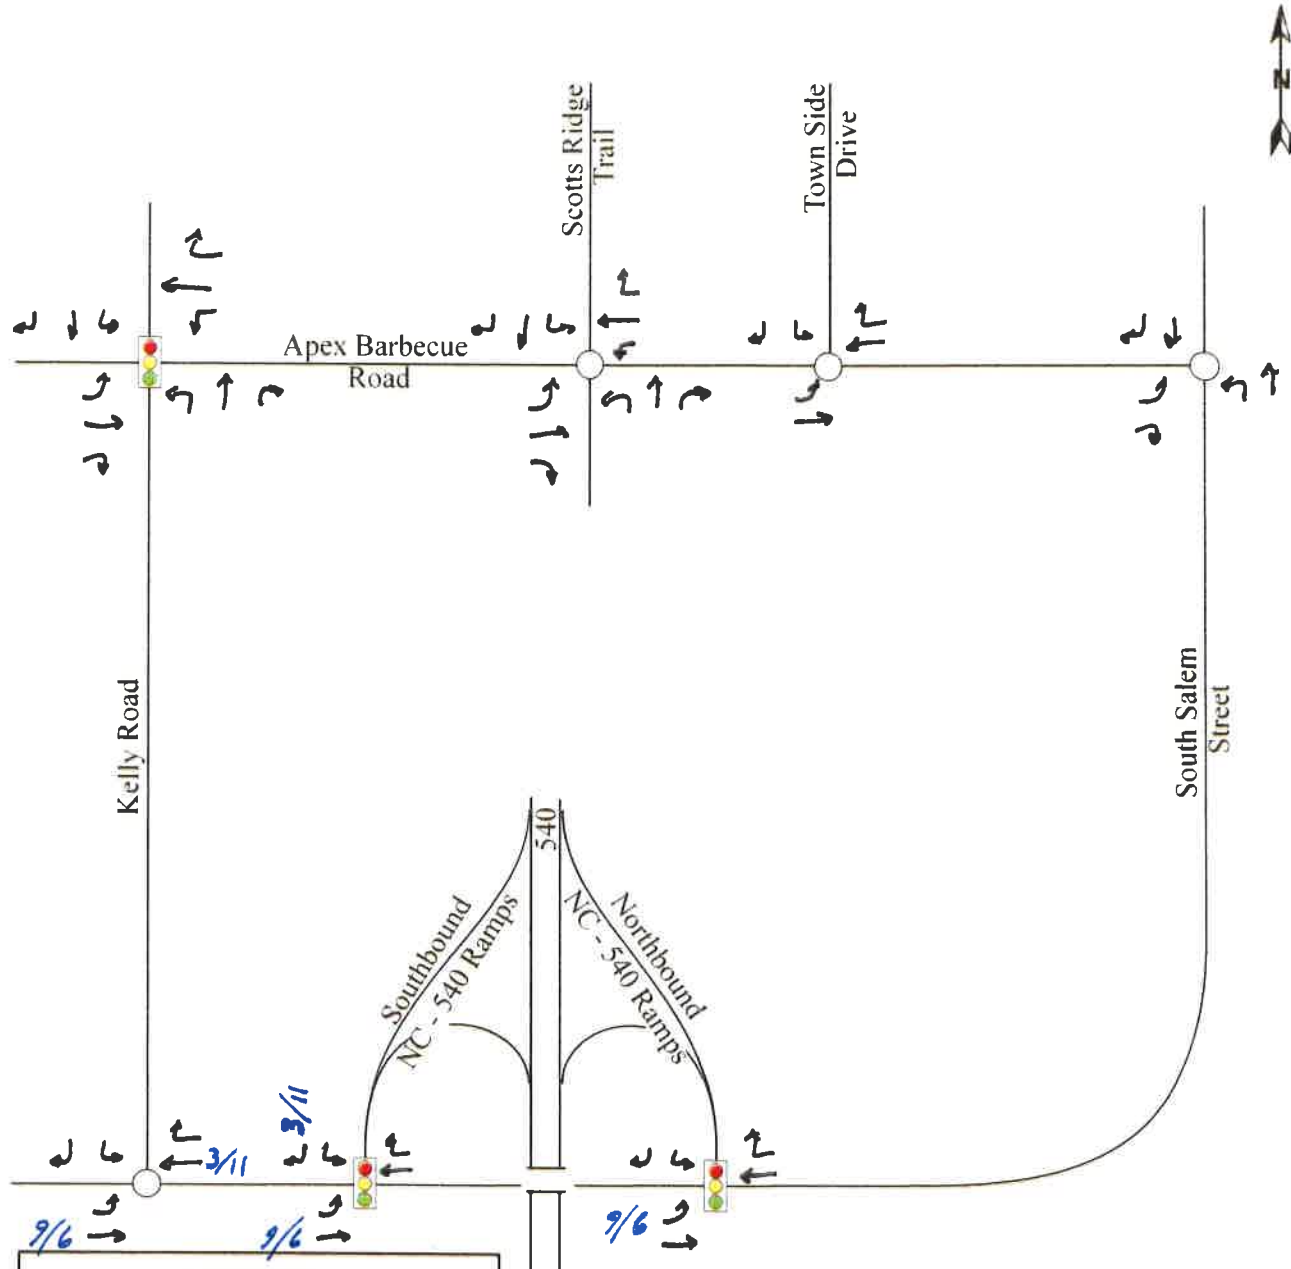 N
Scotts Ridge
Trail
Town Side
Drive
Apex Barbecue
Road
Kelly Road
South Salem
Street
540
Southbound
NC - 540 Ramps
Northbound
NC - 540 Ramps
3/11
3/11
9/6
9/6
9/6